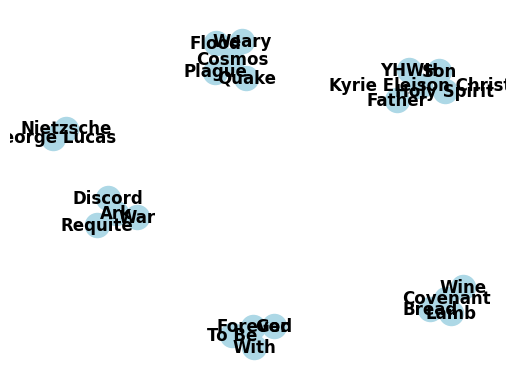 Flood
Weary
Cosmos
Plague
Quake
YHWH
Son
Kyrie Eleison Christ
Holy Spirit
Father
Nietzsche
eorge Lucas
Discord
Ark
War
Requite
Wine
Covenant
Bread
Lamb
Forever
God
To Be
With